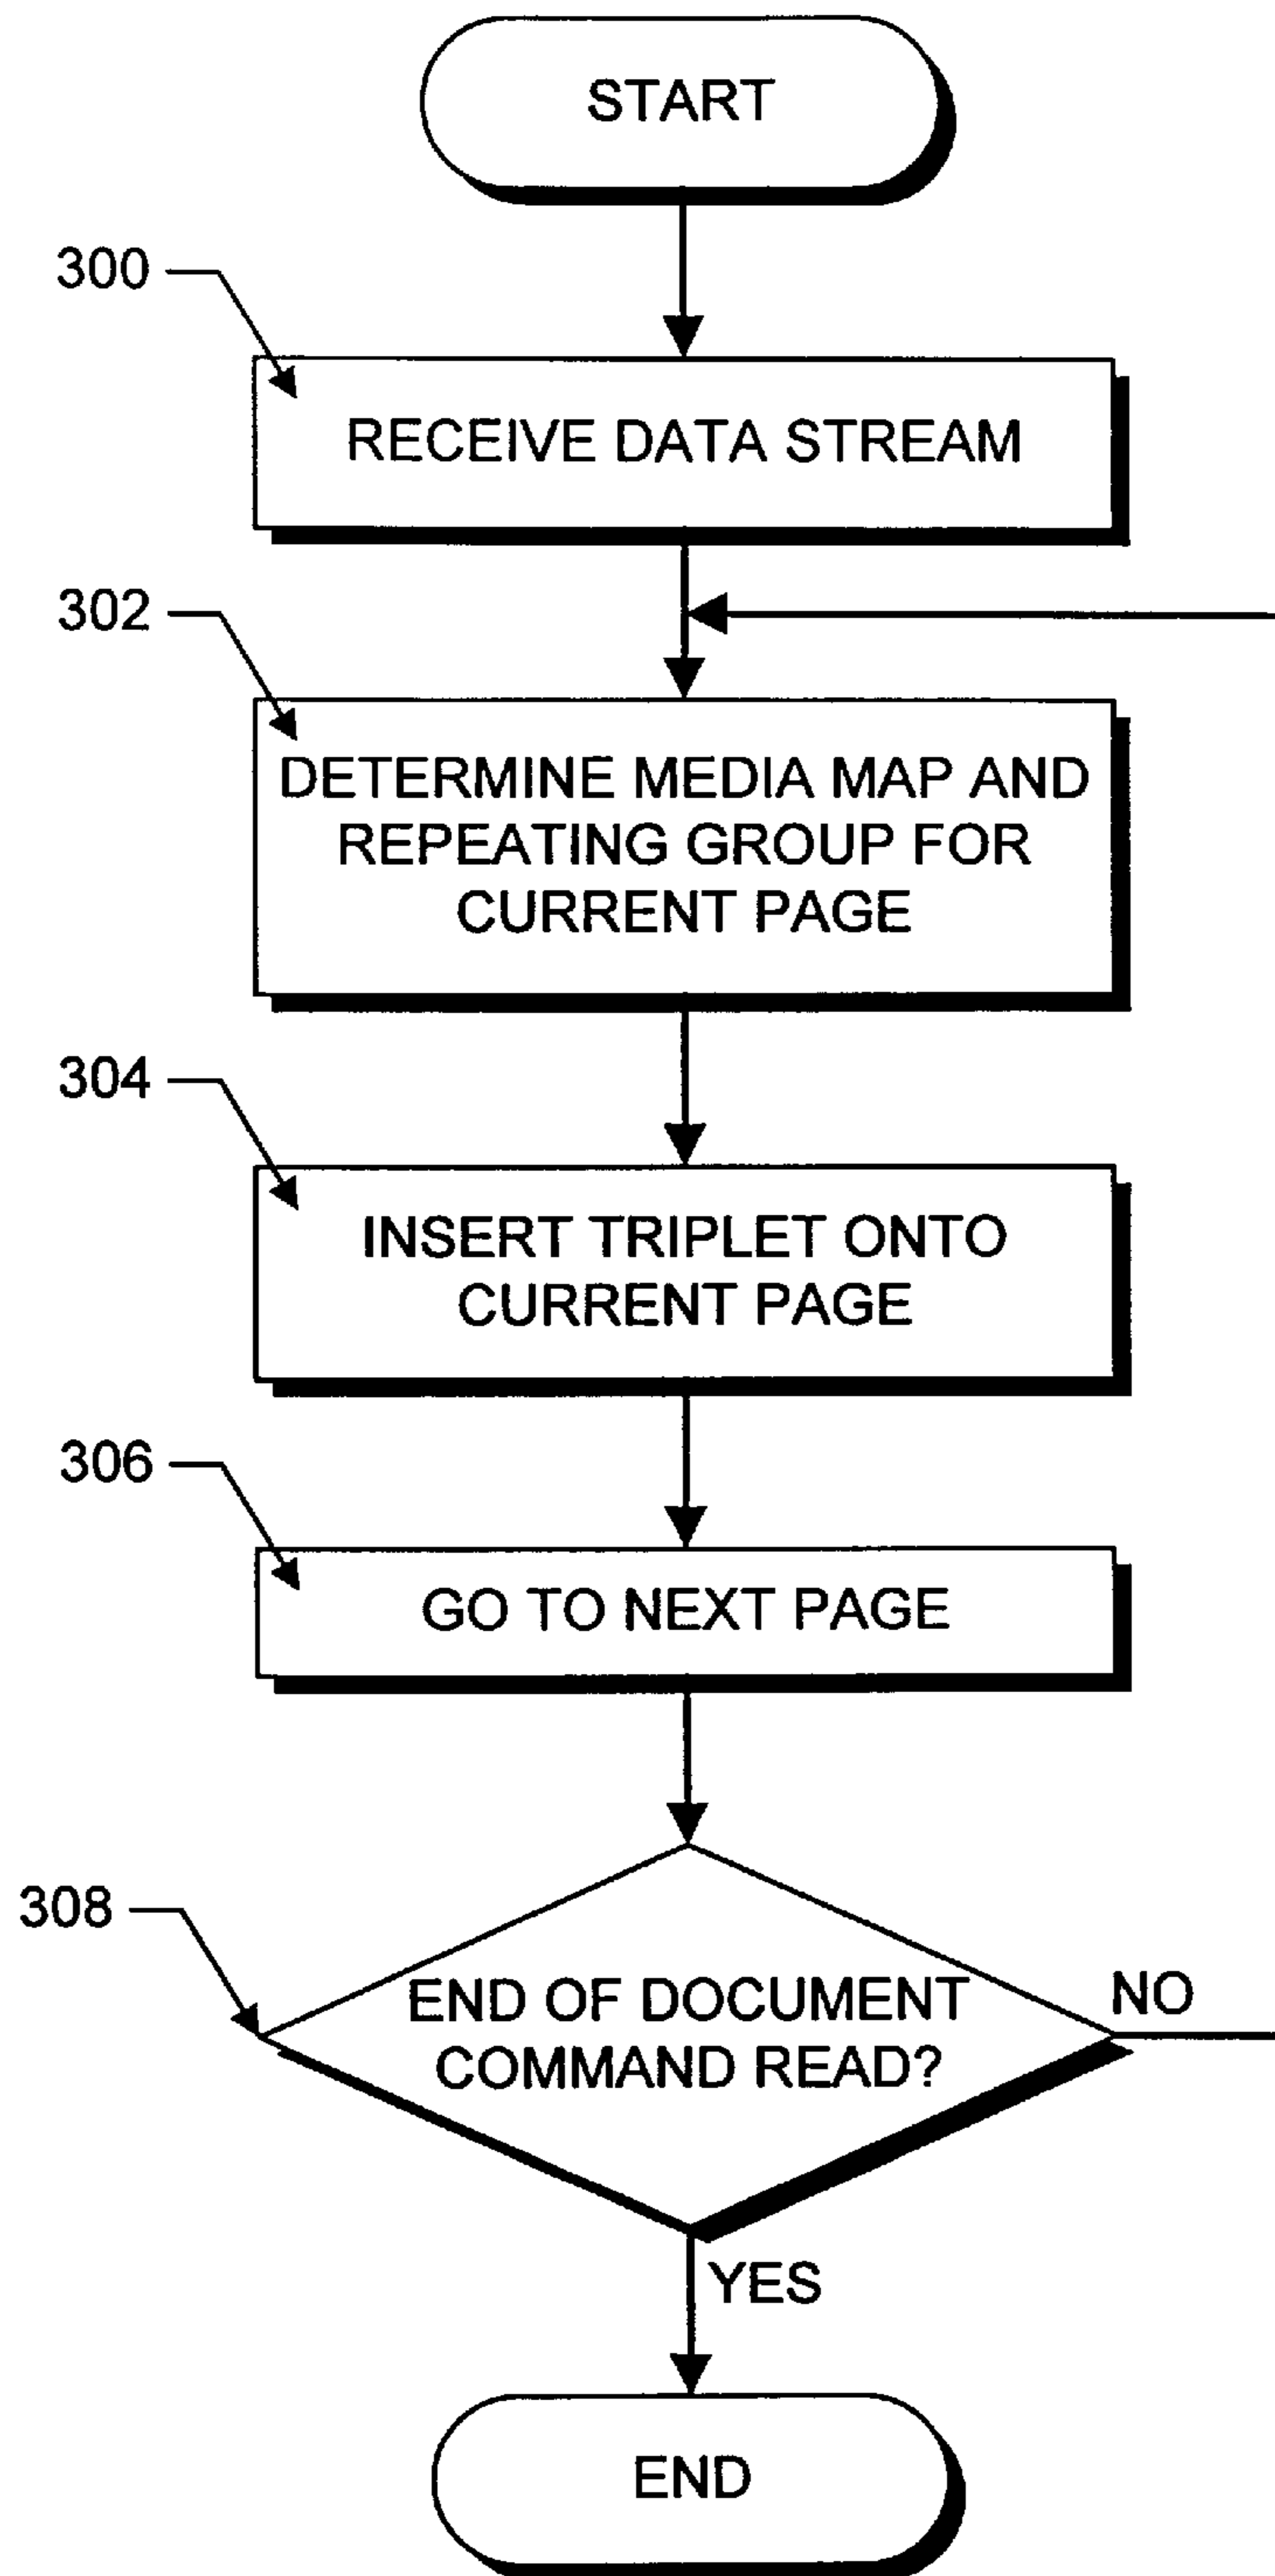 START
300
RECEIVE DATA STREAM
302
DETERMINE MEDIA MAP AND
REPEATING GROUP FOR
CURRENT PAGE
304
INSERT TRIPLET ONTO
CURRENT PAGE
306
GO TO NEXT PAGE
308
END OF DOCUMENT
COMMAND READ?
NO
YES
END